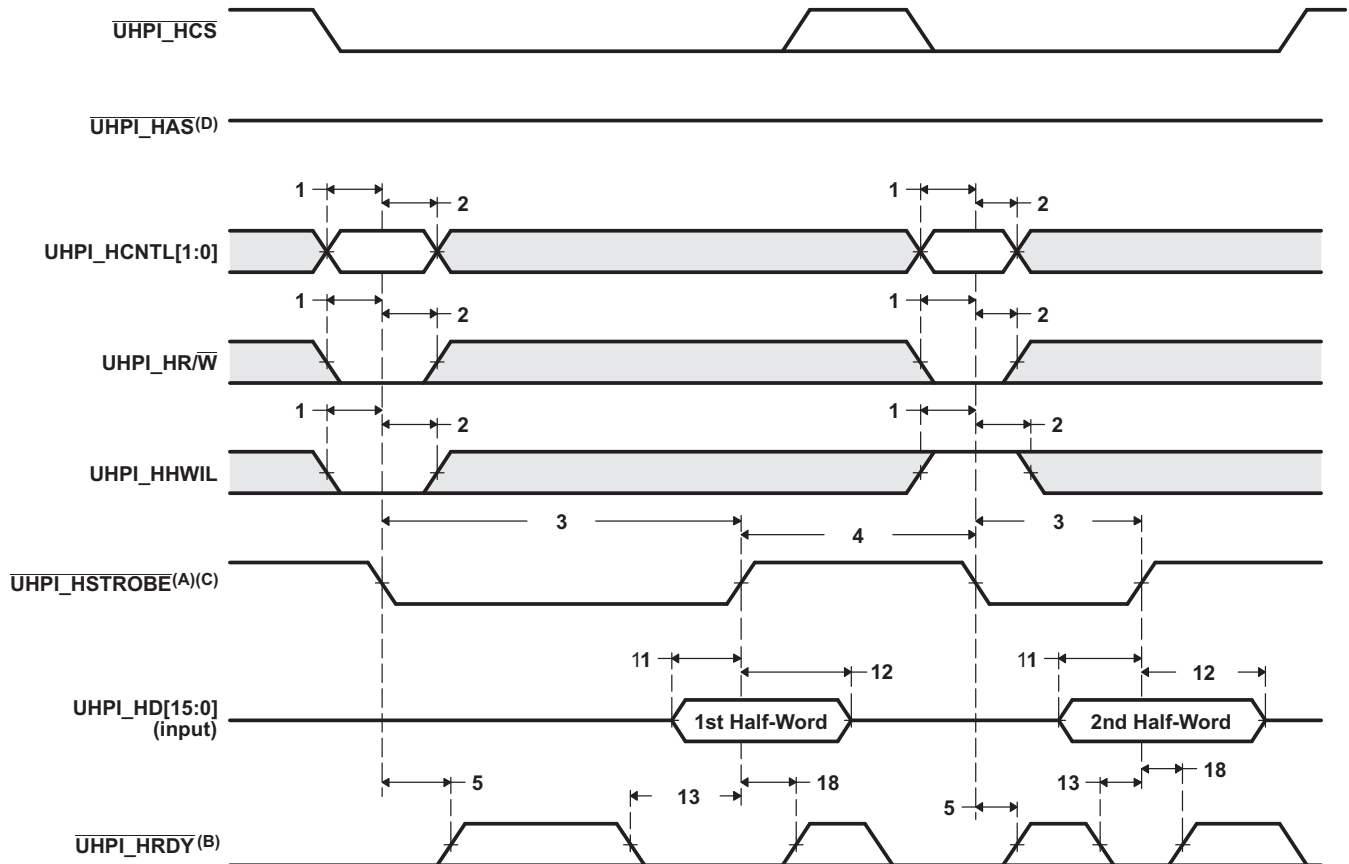 UHPI_HCS
UHPI_HAS(D)
1 1
2 2
UHPI_HCNTL[1:0]
1 1
2 2
UHPI_HR/W
1 1
2 2
UHPI_HHWIL
3 4 3
UHPI_HSTROBE(A)(C)
11 12 11 12
UHPI_HD[15:0]
(input)
1st Half-Word 2nd Half-Word
5 13 18 5 13 18
UHPI_HRDY(B)